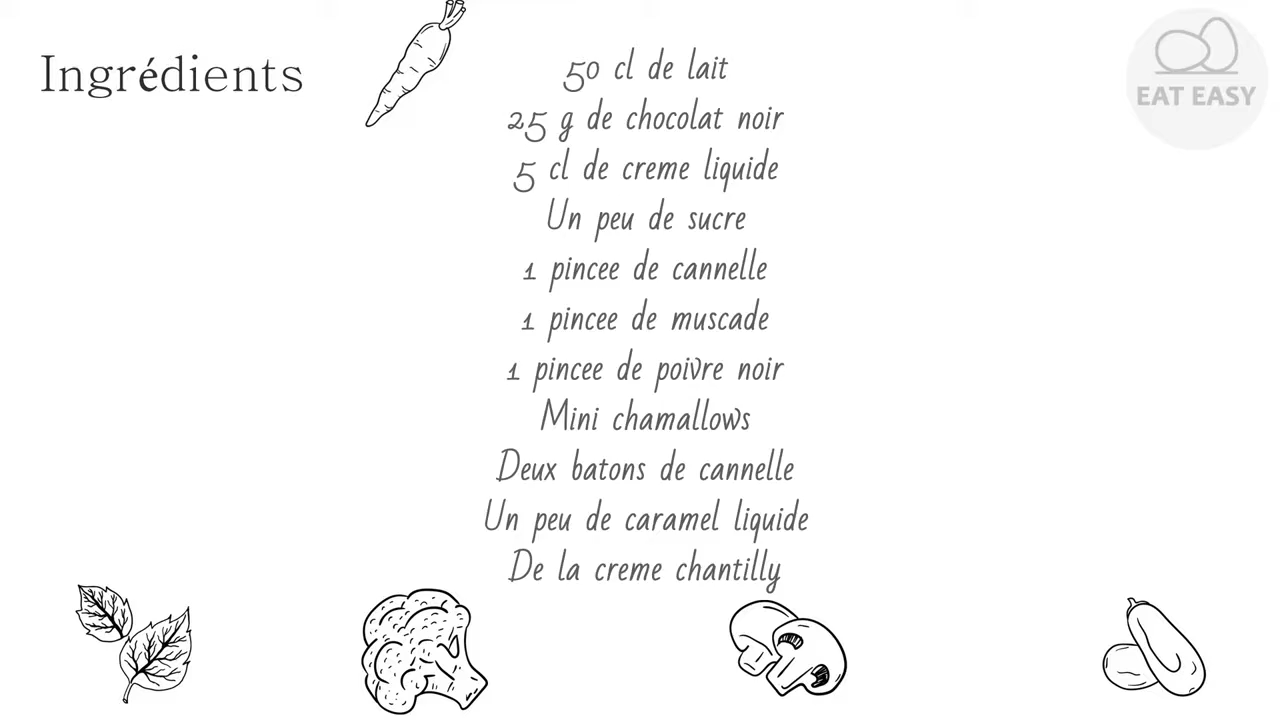 Ingrédients
50 cl de lait
25 g de chocolat noir
5 cl de creme liquide
Un peu de sucre
1 pincee de cannelle
1 pincee de muscade
1 pincee de poivre noir
Mini chamallows
Deux batons de cannelle
Un peu de caramel liquide
De la creme chantilly
EAT EASY